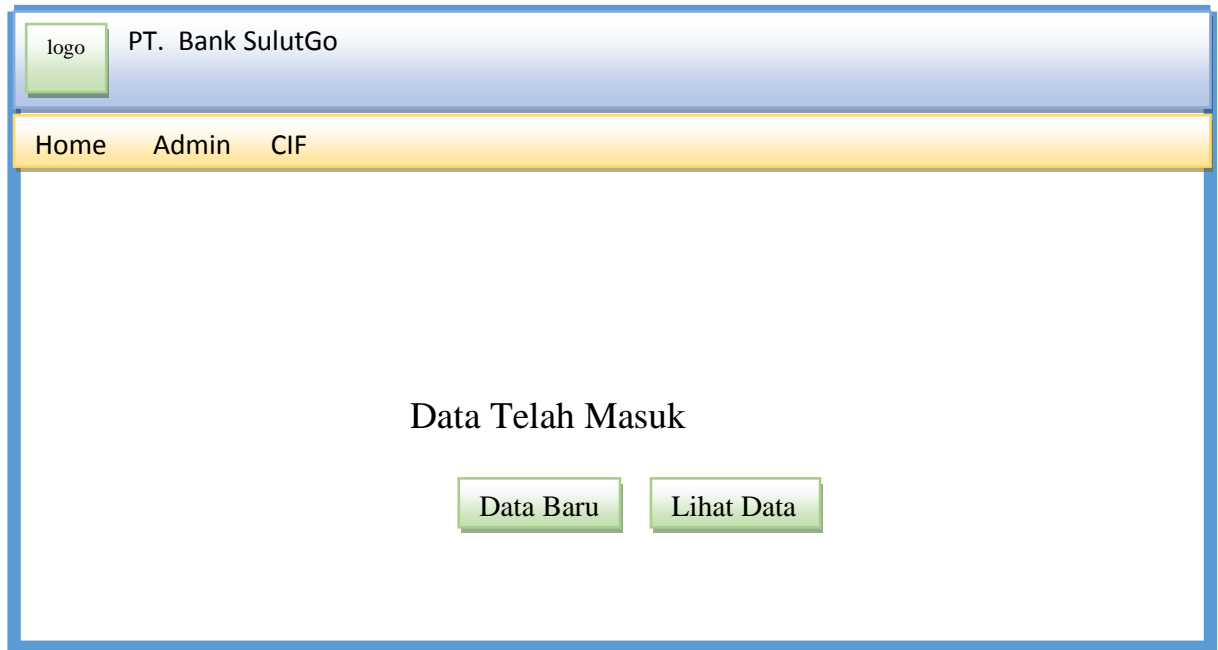 logo
PT. Bank SulutGo
Home Admin CIF
Data Telah Masuk
Data Baru Lihat Data